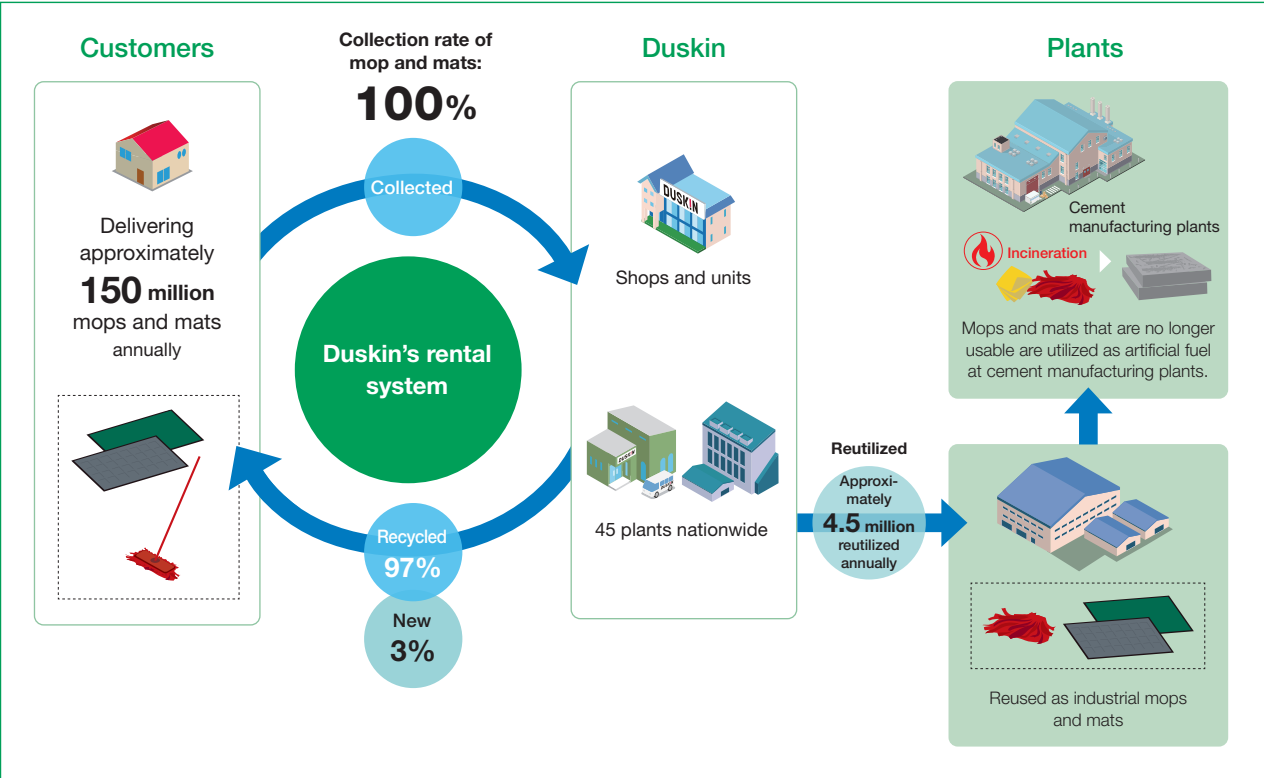 Customers
Delivering
approximately
150 million
mops and mats
annually
Collection rate of
mop and mats:
100%
Collected
Duskin's rental
system
Recycled
97%
New
3%
Duskin
DUSKIN
Shops and units
DUSKIN
45 plants nationwide
Reutilized
Approxi-
mately
4.5 million
reutilized
annually
Plants
Cement
manufacturing plants
Incineration
Mops and mats that are no longer
usable are utilized as artificial fuel
at cement manufacturing plants.
Reused as industrial mops
and mats